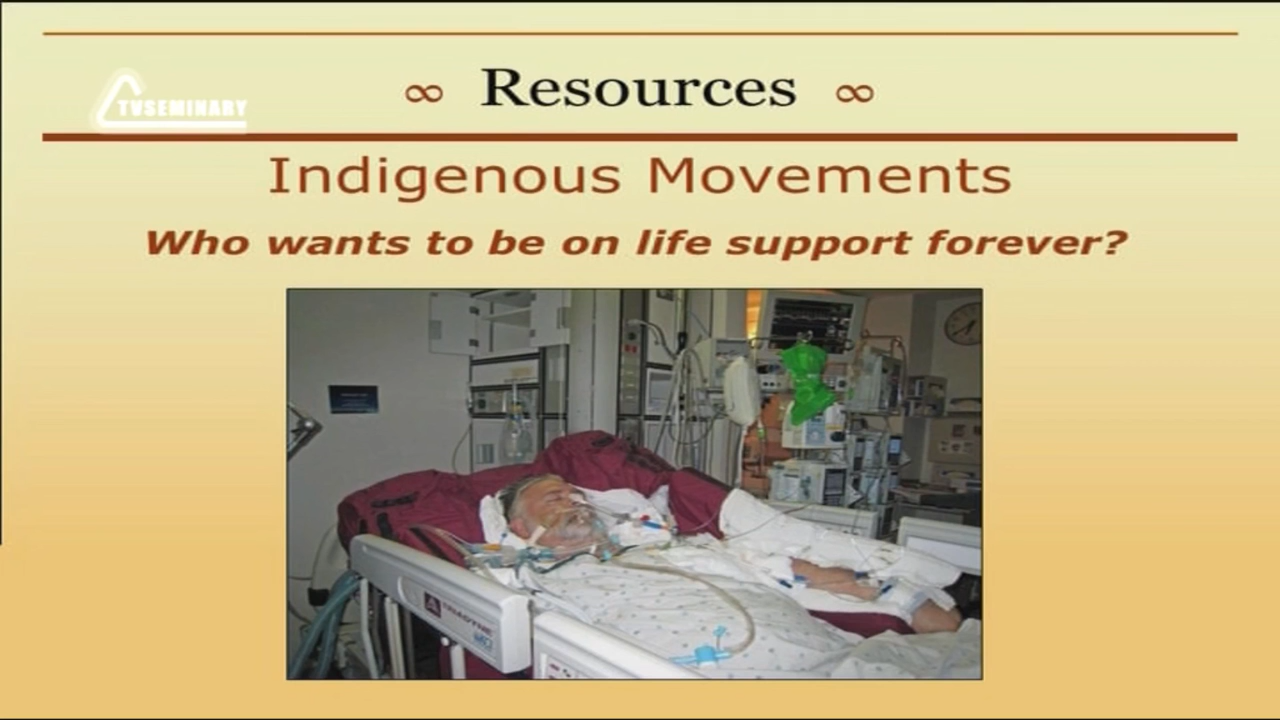 TVSEMINARY
∞ Resources ∞
Indigenous Movements
Who wants to be on life support forever?